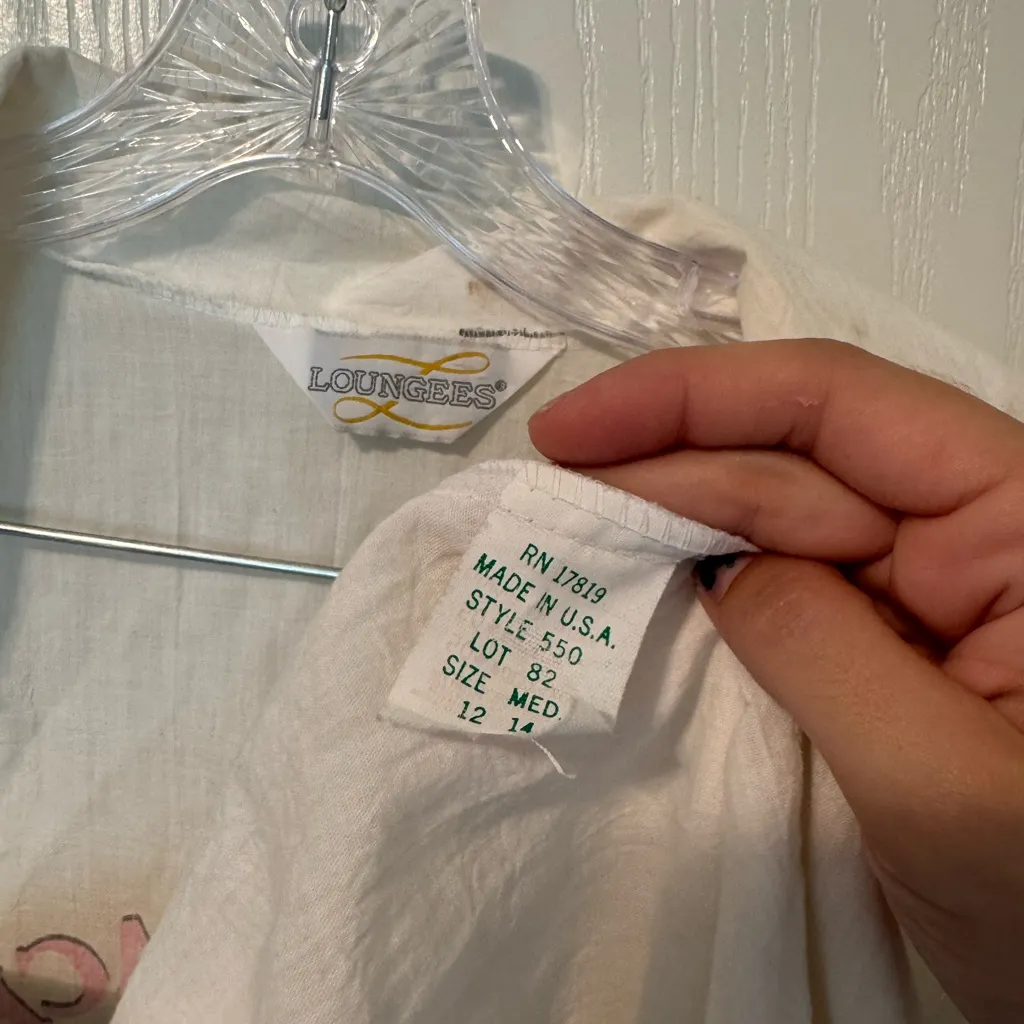 LOUNGEES®
RN 17819
MADE IN U.S.A.
STYLE 550
LOT 82
SIZE MED.
12 14